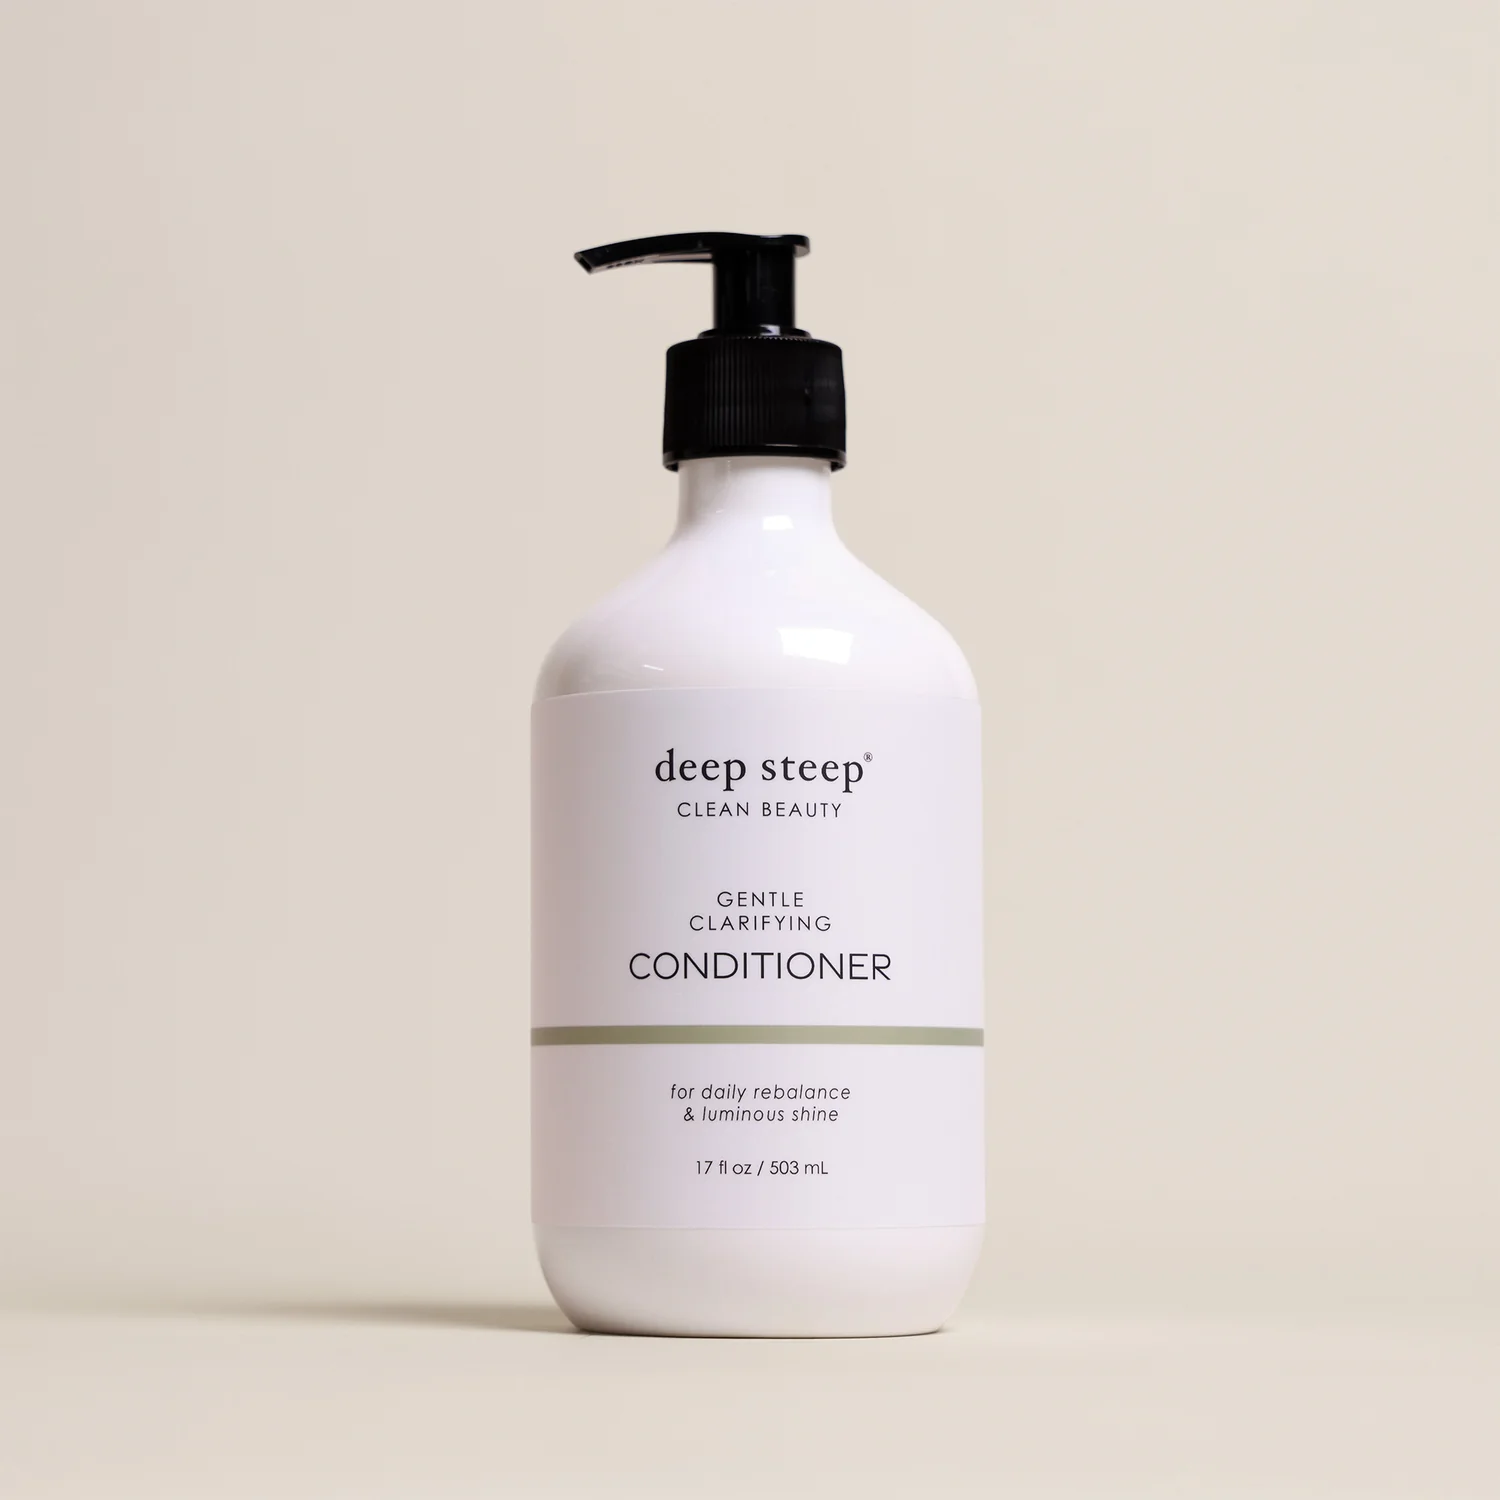 deep steep®
CLEAN BEAUTY
GENTLE
CLARIFYING
CONDITIONER
for daily rebalance
& luminous shine
17 fl oz / 503 mL